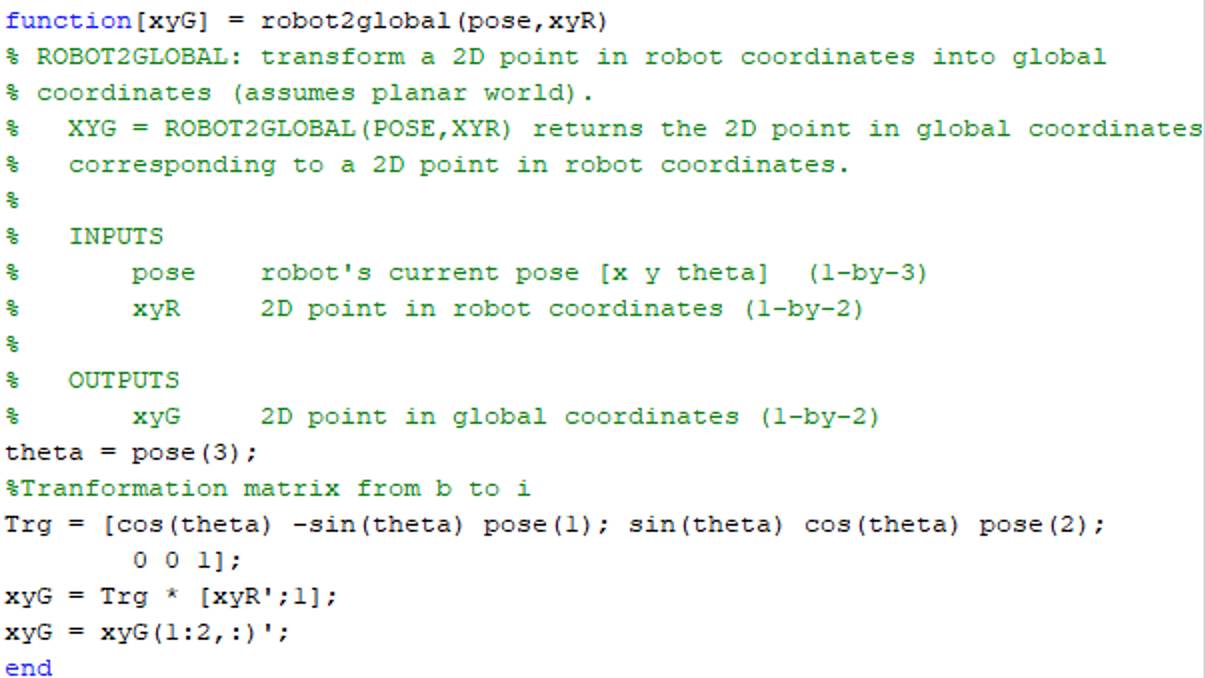 function[xyG] = robot2global(pose,xyR)
% ROBOT2GLOBAL: transform a 2D point in robot coordinates into global
% coordinates (assumes planar world).
%   XYG = ROBOT2GLOBAL(POSE,XYR) returns the 2D point in global coordinates
%   corresponding to a 2D point in robot coordinates.
%
%   INPUTS
%       pose    robot's current pose [x y theta]  (1-by-3)
%       xyR     2D point in robot coordinates (1-by-2)
%
%   OUTPUTS
%       xyG     2D point in global coordinates (1-by-2)
theta = pose(3);
%Tranformation matrix from b to i
Trg = [cos(theta) -sin(theta) pose(1); sin(theta) cos(theta) pose(2);
        0 0 1];
xyG = Trg * [xyR';1];
xyG = xyG(1:2,:)';
end